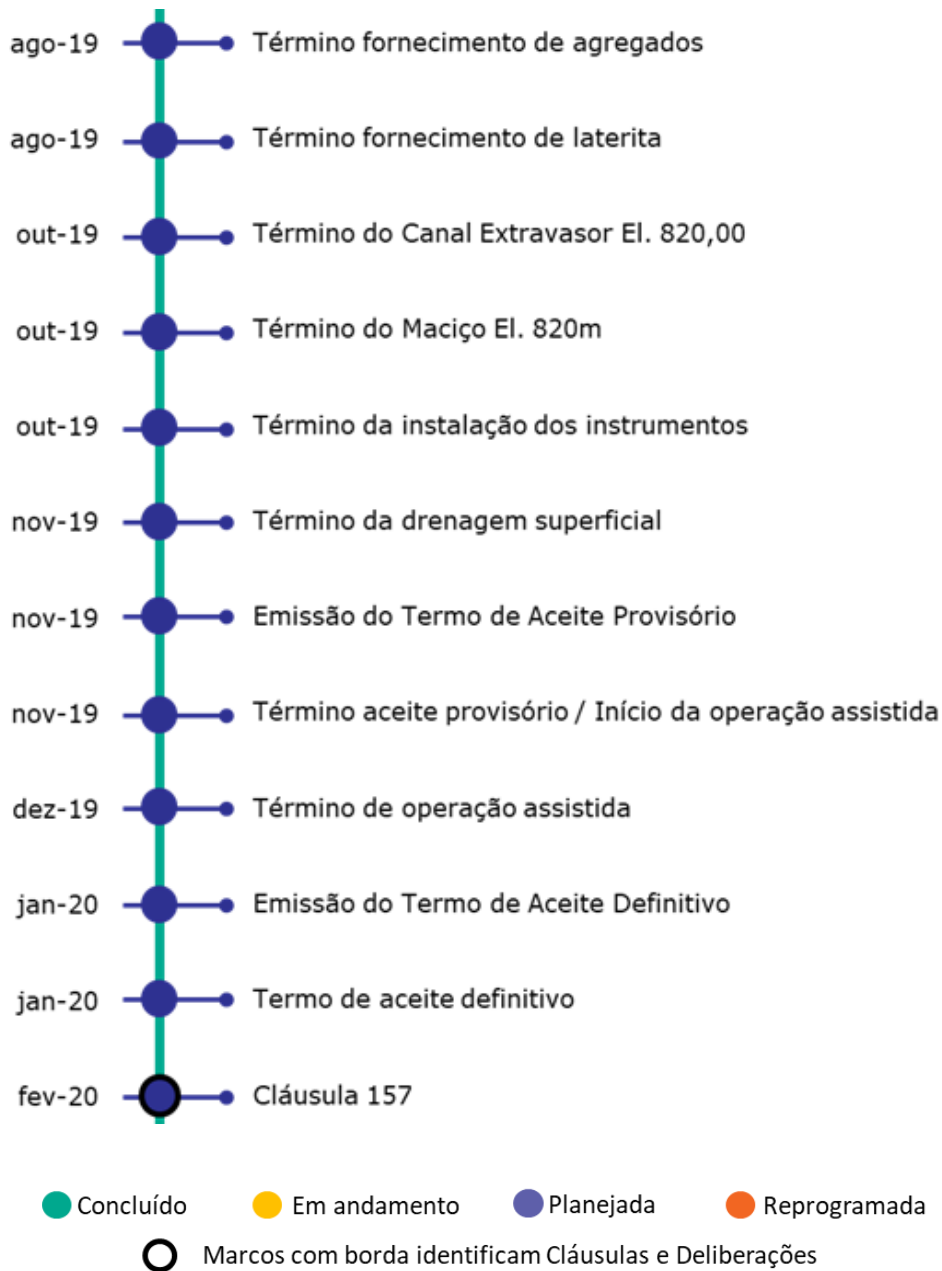 ago-19 Término fornecimento de agregados
ago-19 Término fornecimento de laterita
out-19 Término do Canal Extravasor El. 820,00
out-19 Término do Maciço El. 820m
out-19 Término da instalação dos instrumentos
nov-19 Término da drenagem superficial
nov-19 Emissão do Termo de Aceite Provisório
nov-19 Término aceite provisório / Início da operação assistida
dez-19 Término de operação assistida
jan-20 Emissão do Termo de Aceite Definitivo
jan-20 Termo de aceite definitivo
fev-20 Cláusula 157
Concluído Em andamento Planejada Reprogramada
Marcos com borda identificam Cláusulas e Deliberações